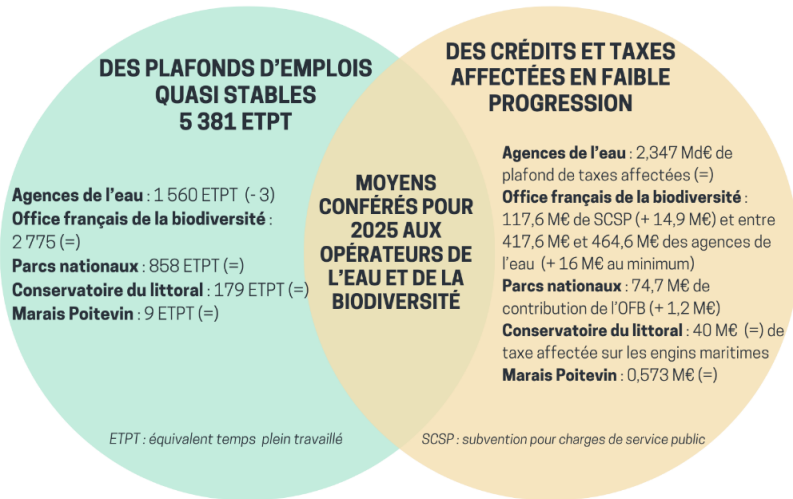 DES PLAFONDS D'EMPLOIS
QUASI STABLES
5 381 ETPT
Agences de l'eau : 1 560 ETPT (- 3)
Office français de la biodiversité :
2 775 (=)
Parcs nationaux : 858 ETPT (=)
Conservatoire du littoral : 179 ETPT (=)
Marais Poitevin : 9 ETPT (=)
ETPT : équivalent temps plein travaillé
MOYENS
CONFÉRÉS POUR
2025 AUX
OPÉRATEURS DE
L'EAU ET DE LA
BIODIVERSITÉ
DES CRÉDITS ET TAXES
AFFECTÉES EN FAIBLE
PROGRESSION
Agences de l'eau : 2,347 Md€ de
plafond de taxes affectées (=)
Office français de la biodiversité :
117,6 M€ de SCSP (+ 14,9 M€) et entre
417,6 M€ et 464,6 M€ des agences de
l'eau (+ 16 M€ au minimum)
Parcs nationaux : 74,7 M€ de
contribution de l'OFB (+ 1,2 M€)
Conservatoire du littoral : 40 M€ (=) de
taxe affectée sur les engins maritimes
Marais Poitevin : 0,573 M€ (=)
SCSP : subvention pour charges de service public